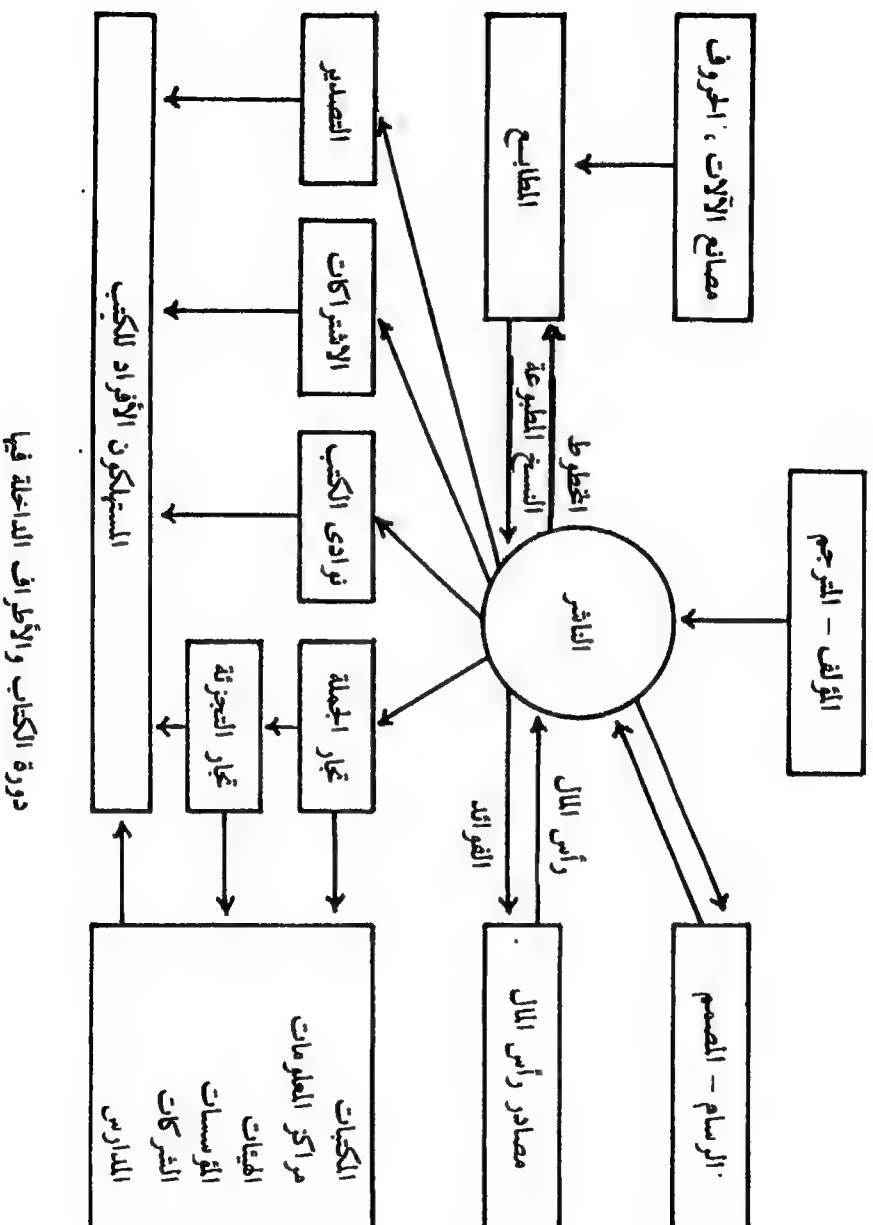 المؤلف – المترجم
الرسام – المصمم
مصانع الآلات ، الحروف
الناشر
رأس المال
المخطوط
مصادر رأس المال
الفوائد
النسخ المطبوعة
المطابع
المكتبات
مراكز المعلومات
الهيئات
المؤسسات
الشركات
المدارس
تجار الجملة
نوادى الكتب
الاشتراكات
التصدير
تجار التجزئة
المستهلكون الأفراد للكتب
دورة الكتاب والأطراف الداخلة فيها